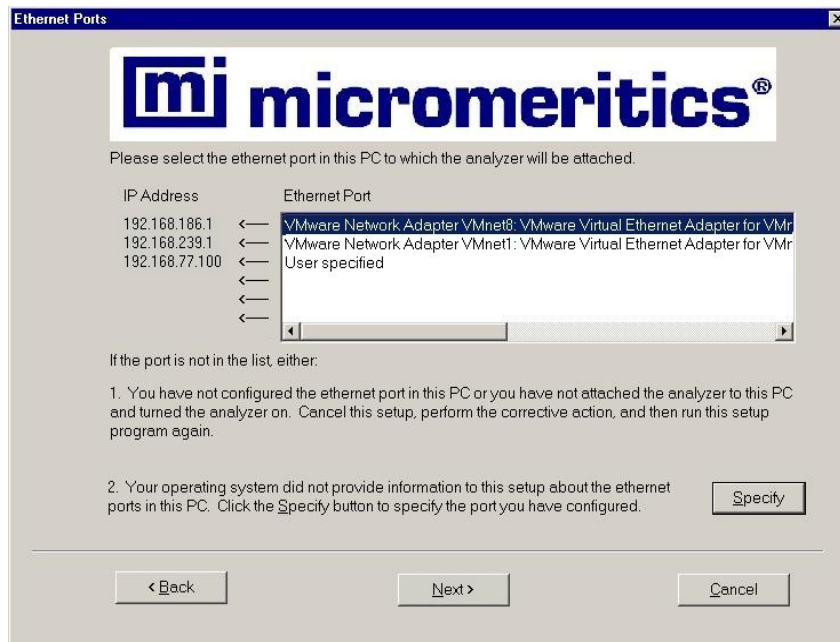 Ethernet Ports
mi micromeritics®
Please select the ethernet port in this PC to which the analyzer will be attached.
IP Address Ethernet Port
192.168.186.1 <— VMware Network Adapter VMnet8: VMware Virtual Ethernet Adapter for
192.168.239.1 <— VMware Network Adapter VMnet1: VMware Virtual Ethernet Adapter for
192.168.77.100 <— User specified
<—
<—
<—
If the port is not in the list, either:
1. You have not configured the ethernet port in this PC or you have not attached the analyzer to this PC
and turned the analyzer on. Cancel this setup, perform the corrective action, and then run this setup
program again.
2. Your operating system did not provide information to this setup about the ethernet
ports in this PC. Click the Specify button to specify the port you have configured.
Specify
< Back
Next >
Cancel